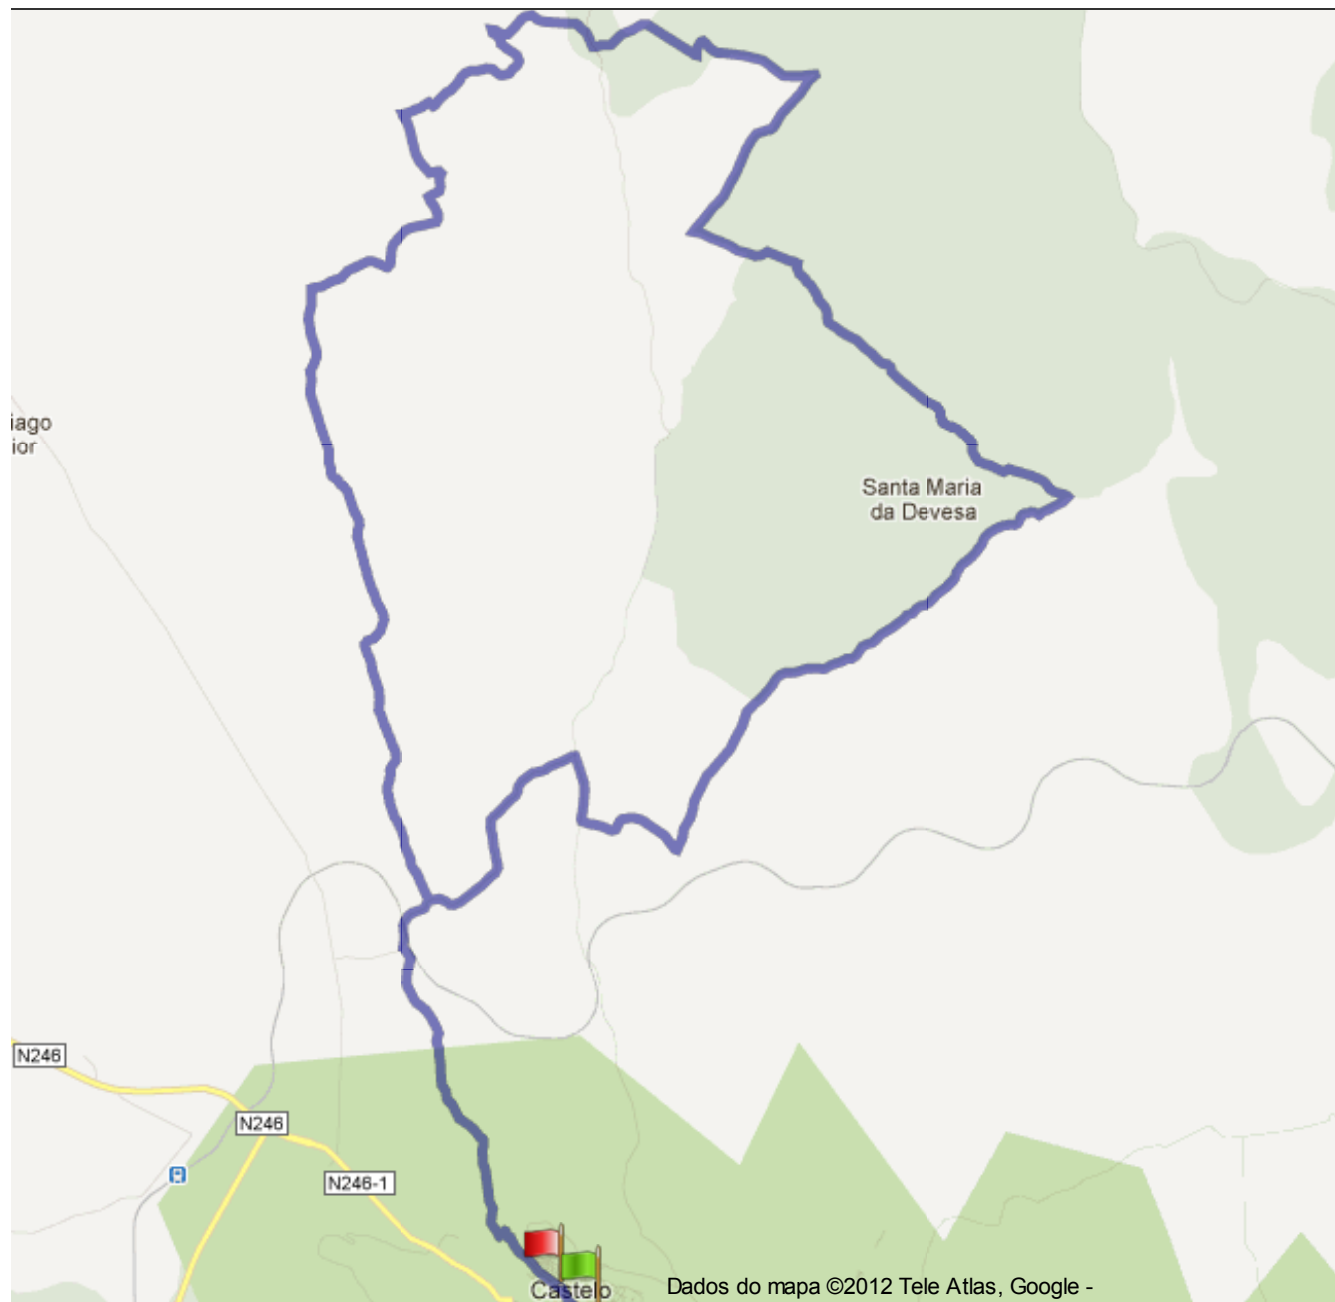 iago
ior
Santa Maria
da Devesa
N246
N246
N246-1
Castelo
Dados do mapa ©2012 Tele Atlas, Google -